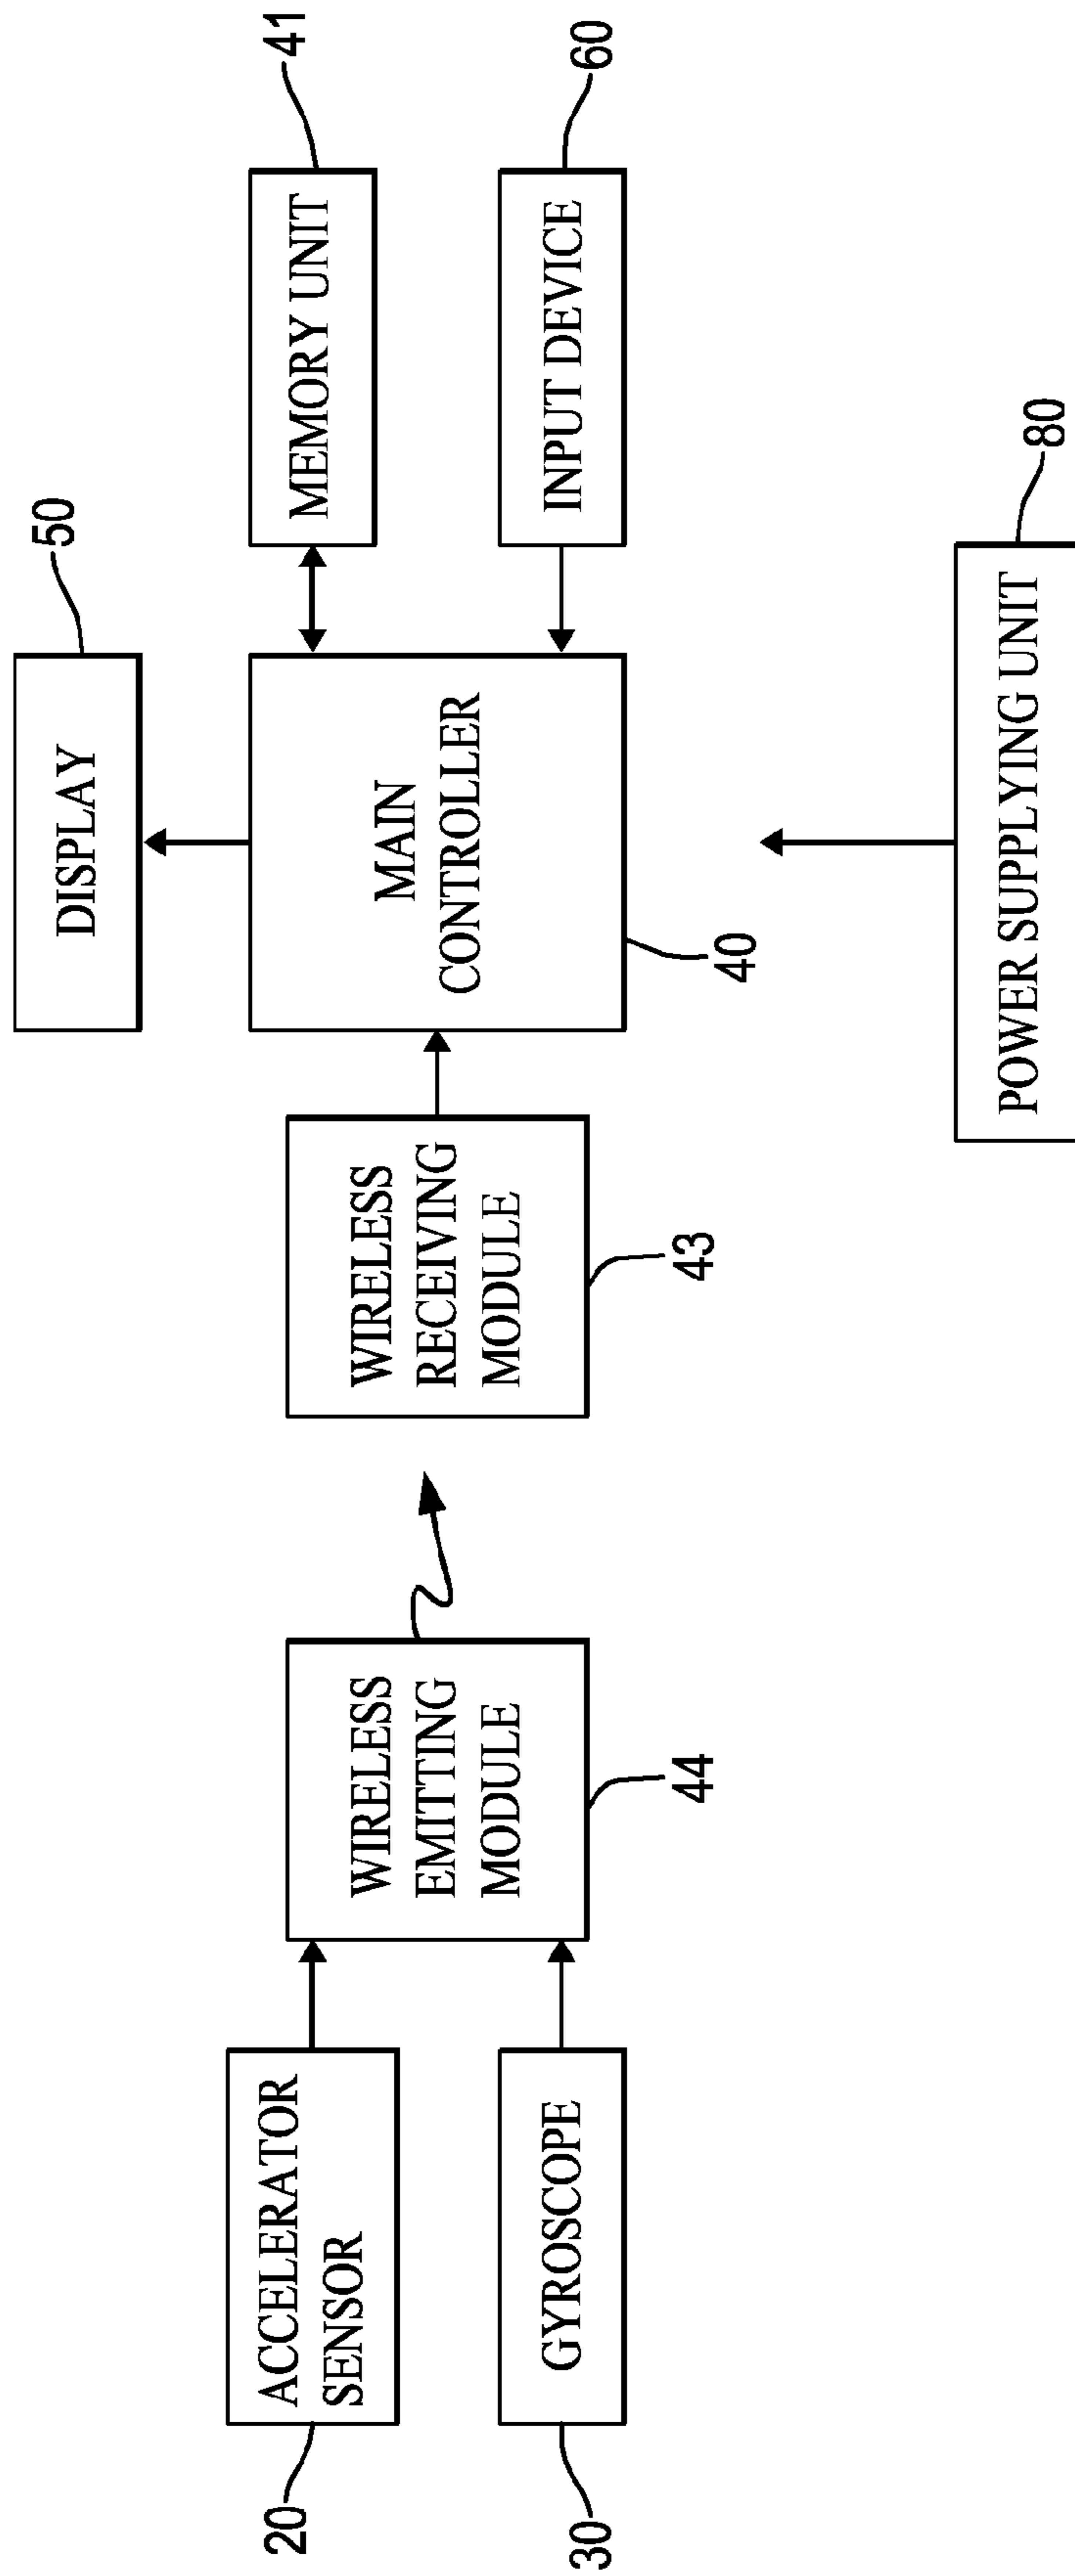 DISPLAY
50
ACCELERATOR
SENSOR
20
GYROSCOPE
30
WIRELESS
EMITTING
MODULE
44
WIRELESS
RECEIVING
MODULE
43
MAIN
CONTROLLER
40
MEMORY UNIT
41
INPUT DEVICE
60
POWER SUPPLYING UNIT
80